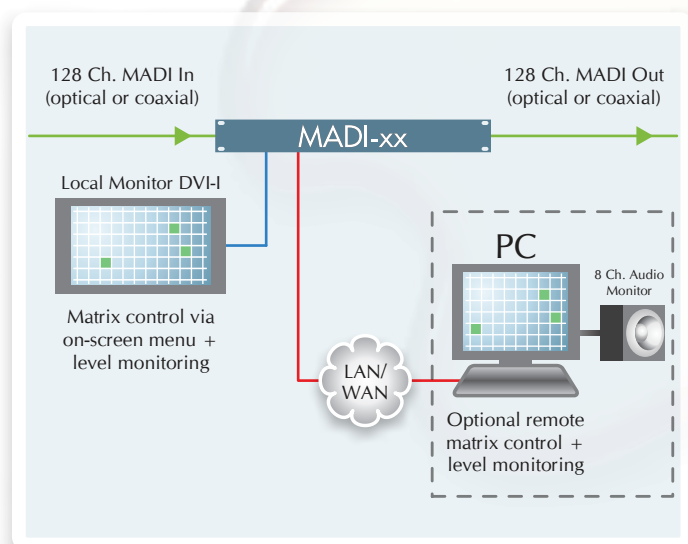 128 Ch. MADI In
(optical or coaxial)
128 Ch. MADI Out
(optical or coaxial)
MADI-xx
Local Monitor DVI-I
Matrix control via
on-screen menu +
level monitoring
LAN/
WAN
PC
8 Ch. Audio
Monitor
Optional remote
matrix control +
level monitoring